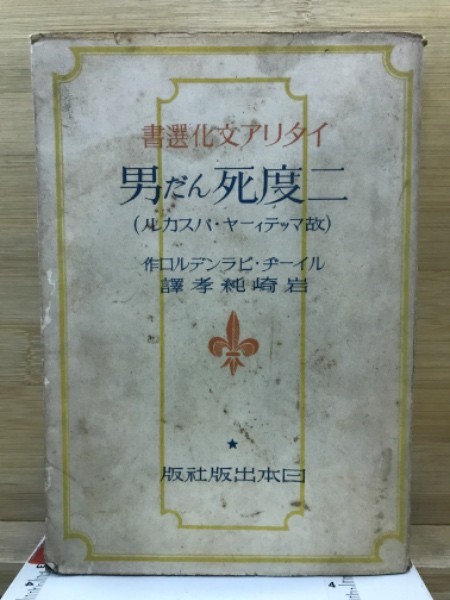 イタリア文化選書
二度死んだ男
(故マッティーヤ・パスカル)
ルイーヂ・ピランデルロ作
岩崎純孝譯
日本出版社版
4